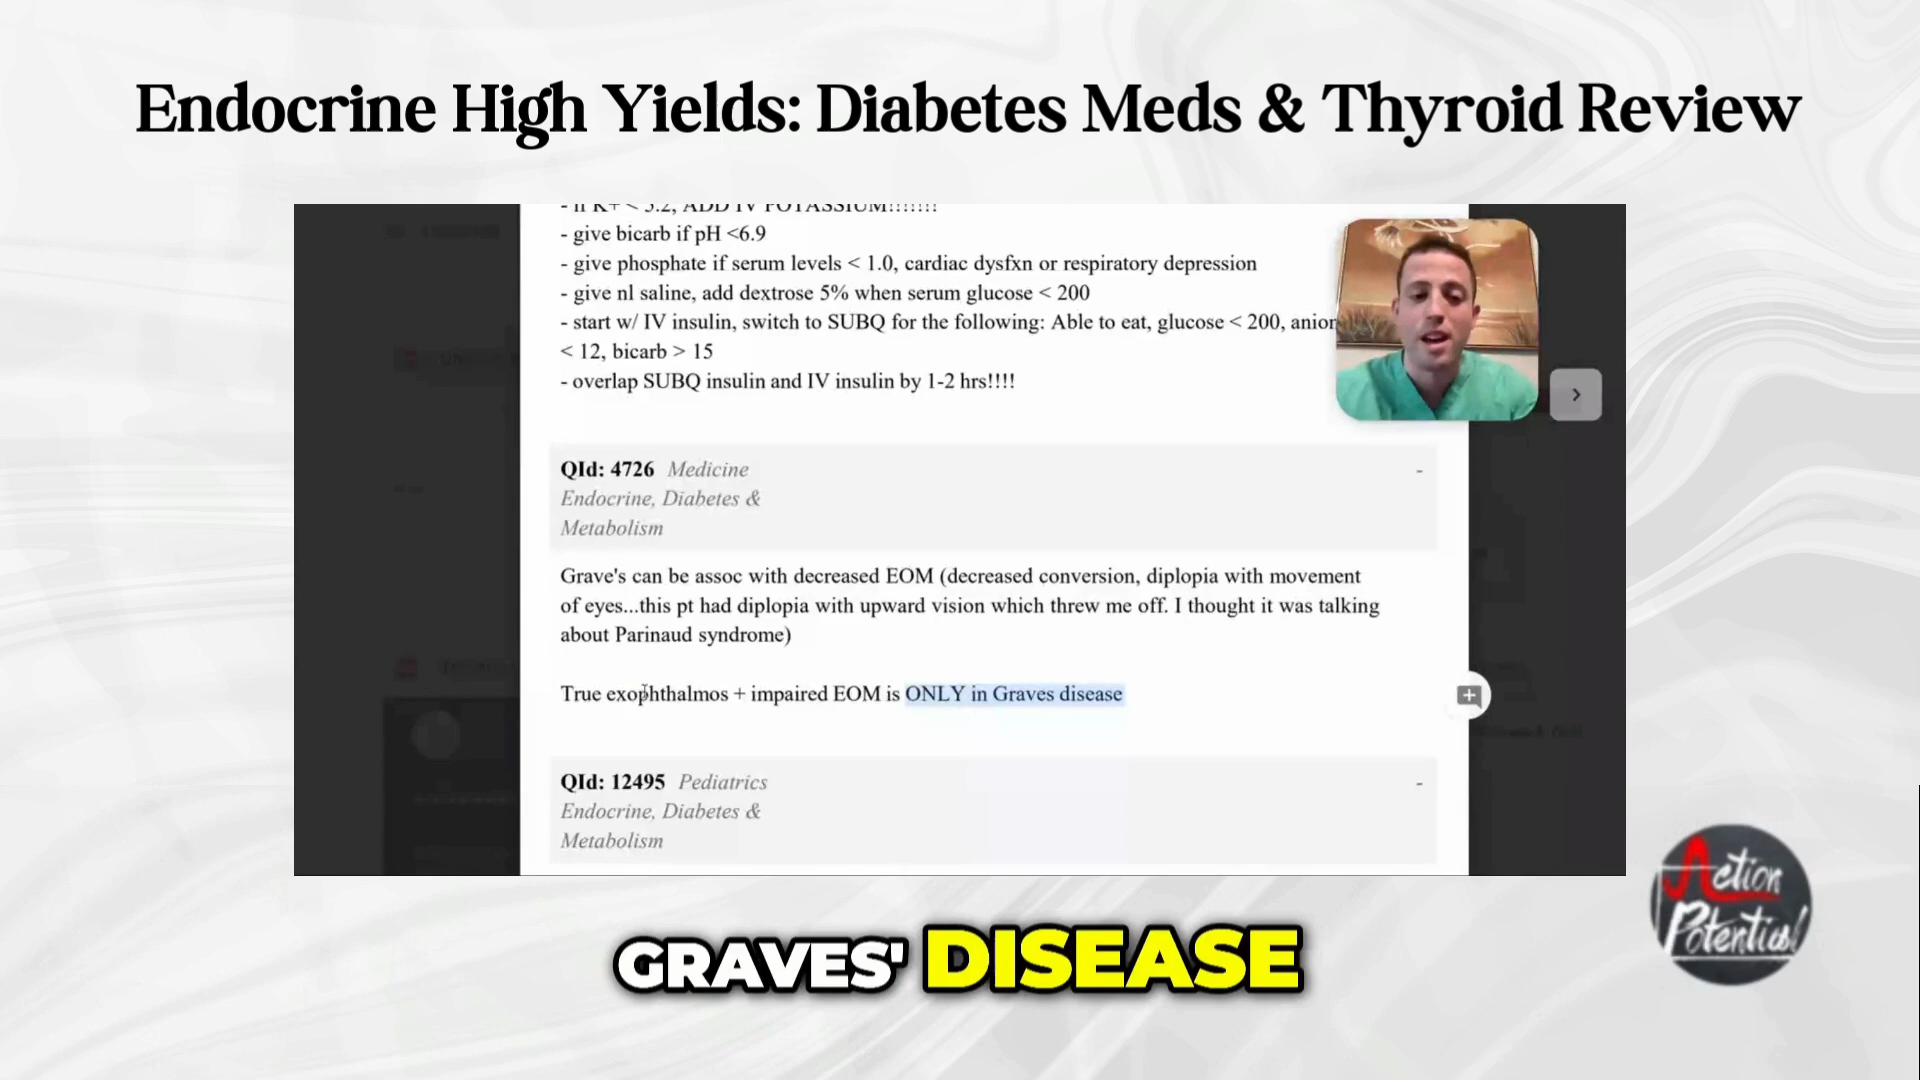 Endocrine High Yields: Diabetes Meds & Thyroid Review
- if K+ < 5.2, ADD IV POTASSIUM!!!!!!!
- give bicarb if pH <6.9
- give phosphate if serum levels < 1.0, cardiac dysfxn or respiratory depression
- give nl saline, add dextrose 5% when serum glucose < 200
- start w/ IV insulin, switch to SUBQ for the following: Able to eat, glucose < 200, anion
< 12, bicarb > 15
- overlap SUBQ insulin and IV insulin by 1-2 hrs!!!!
QId: 4726 Medicine -
Endocrine, Diabetes &
Metabolism
Grave's can be assoc with decreased EOM (decreased conversion, diplopia with movement
of eyes...this pt had diplopia with upward vision which threw me off. I thought it was talking
about Parinaud syndrome)
True exophthalmos + impaired EOM is ONLY in Graves disease
QId: 12495 Pediatrics -
Endocrine, Diabetes &
Metabolism
Action
Potential
GRAVES' DISEASE